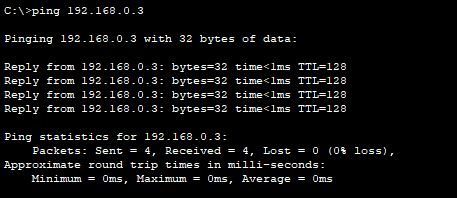 C:\>ping 192.168.0.3
Pinging 192.168.0.3 with 32 bytes of data:
Reply from 192.168.0.3: bytes=32 time<1ms TTL=128
Reply from 192.168.0.3: bytes=32 time<1ms TTL=128
Reply from 192.168.0.3: bytes=32 time<1ms TTL=128
Reply from 192.168.0.3: bytes=32 time<1ms TTL=128
Ping statistics for 192.168.0.3:
    Packets: Sent = 4, Received = 4, Lost = 0 (0% loss),
Approximate round trip times in milli-seconds:
    Minimum = 0ms, Maximum = 0ms, Average = 0ms